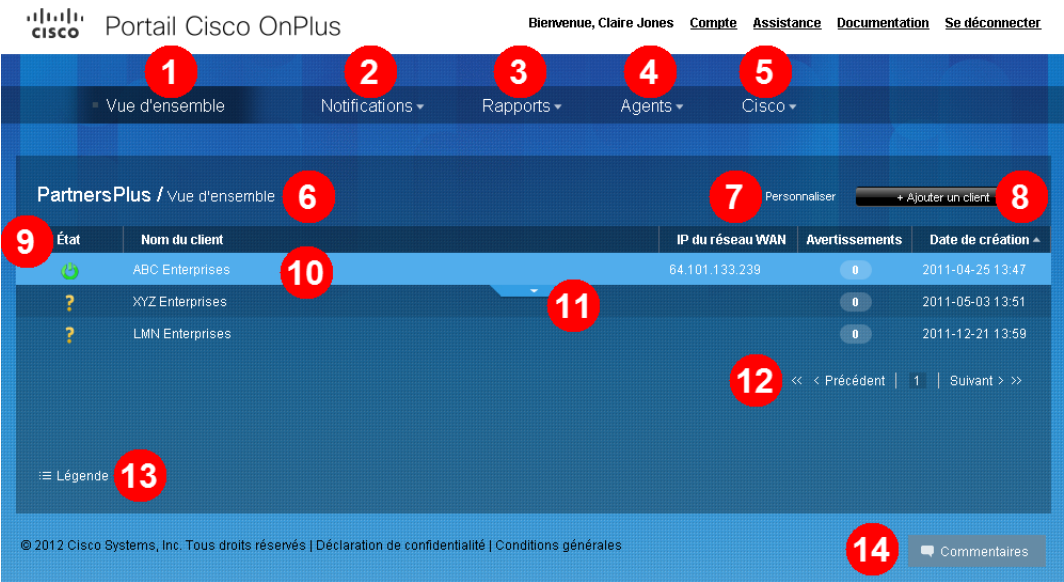 cisco Portail Cisco OnPlus Bienvenue, Claire Jones Compte Assistance Documentation Se déconnecter
1 2 3 4 5
Vue d'ensemble Notifications Rapports Agents Cisco
PartnersPlus / Vue d'ensemble 6 7 Personnaliser + Ajouter un client 8
9 État Nom du client IP du réseau WAN Avertissements Date de création
ABC Enterprises 10 64.101.133.239 0 2011-04-25 13:47
? XYZ Enterprises 11 0 2011-05-03 13:51
? LMN Enterprises 0 2011-12-21 13:59
12 << < Précédent | 1 | Suivant > >>
Légende 13
© 2012 Cisco Systems, Inc. Tous droits réservés | Déclaration de confidentialité | Conditions générales
14 Commentaires